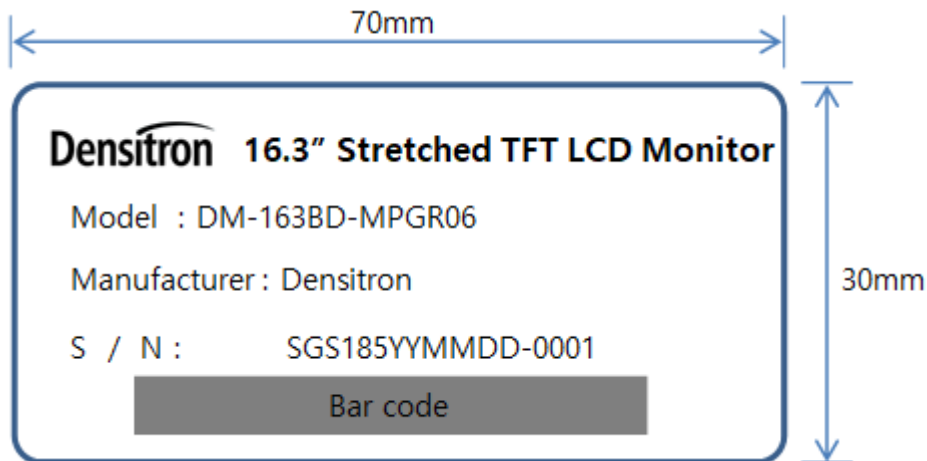 70mm
Densitron 16.3" Stretched TFT LCD Monitor
Model : DM-163BD-MPGR06
Manufacturer : Densitron
30mm
S / N : SGS185YYMMDD-0001
Bar code